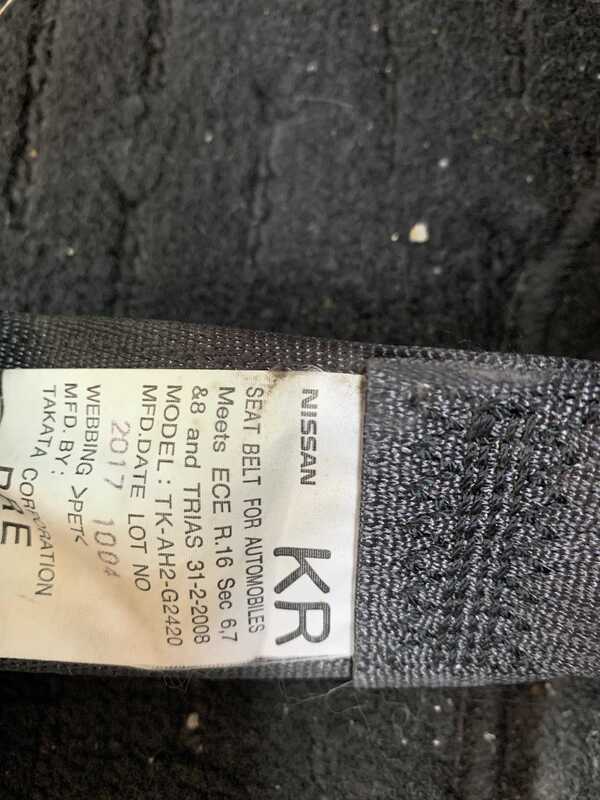 NISSAN KR
SEAT BELT FOR AUTOMOBILES
Meets ECE R.16 Sec 6,7
&8 and TRIAS 31-2-2008
MODEL : TK-AH2-G2420
MFD.DATE LOT NO
2017 1004
WEBBING >PET<
MFD. BY :
TAKATA CORPORATION